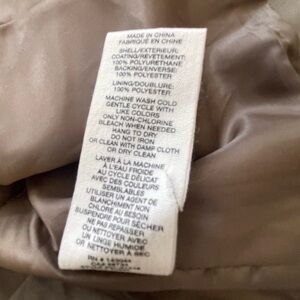 MADE IN CHINA
FABRIQUÉ EN CHINE
SHELL/EXTÉRIEUR:
COATING/REVÊTEMENT:
100% POLYURETHANE
BACKING/ENVERSE:
100% POLYESTER
LINING/DOUBLURE:
100% POLYESTER
MACHINE WASH COLD
GENTLE CYCLE WITH
LIKE COLORS
ONLY NON-CHLORINE
BLEACH WHEN NEEDED
HANG TO DRY
DO NOT IRON
OR CLEAN WITH DAMP CLOTH
OR DRY CLEAN
LAVER À LA MACHINE
À L'EAU FROIDE
AU CYCLE DÉLICAT
AVEC DES COULEURS
SEMBLABLES
UTILISER UN AGENT DE
BLANCHIMENT NON
CHLORÉ AU BESOIN
SUSPENDRE POUR SÉCHER
NE PAS REPASSER
OU NETTOYER AVEC
UN LINGE HUMIDE
OU NETTOYER À SEC
RN #